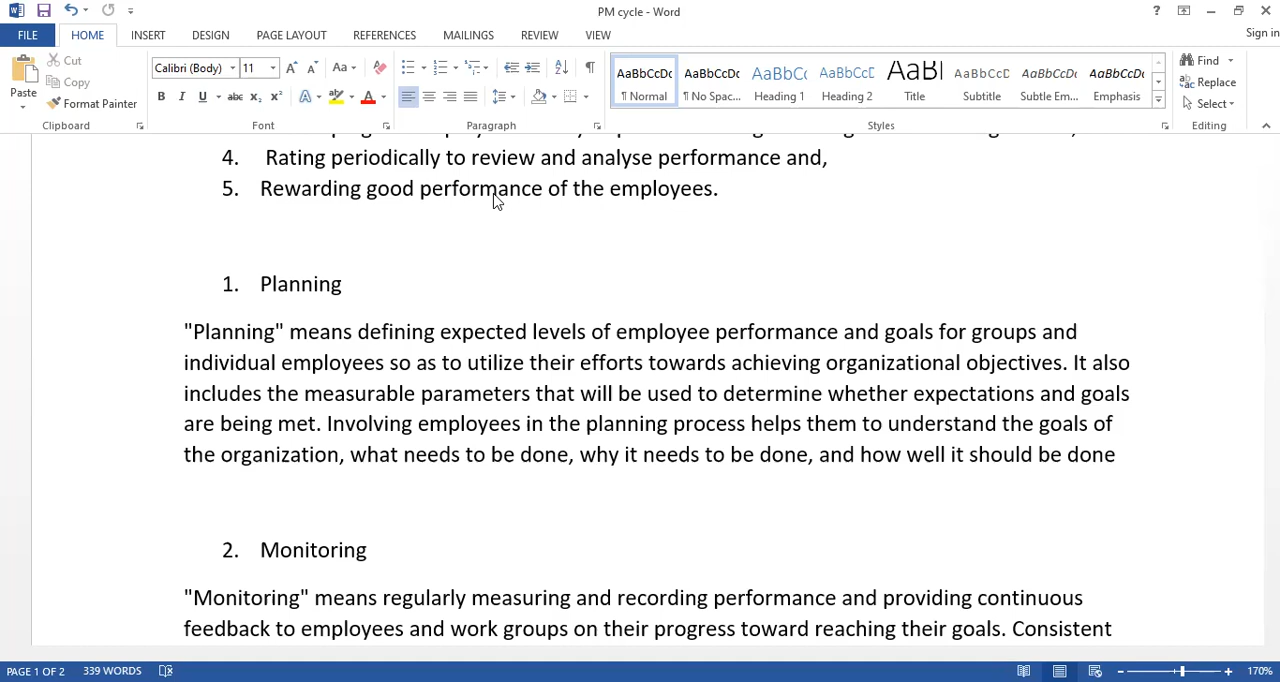 PM cycle - Word
?
Sign in
FILE
HOME
INSERT
DESIGN
PAGE LAYOUT
REFERENCES
MAILINGS
REVIEW
VIEW
Paste
Cut
Copy
Format Painter
Clipboard
Calibri (Body)
11
Aa
B I U abc X₂ X²
A
ab
A
Font
Paragraph
AaBbCcDc
¶ Normal
AaBbCcDc
¶ No Spac...
AaBbCc
Heading 1
AaBbCcC
Heading 2
AaBb
Title
AaBbCcC
Subtitle
AaBbCcDc
Subtle Em...
AaBbCcDc
Emphasis
Styles
Find
Replace
Select
Editing
4. Rating periodically to review and analyse performance and,
5. Rewarding good performance of the employees.
1. Planning
"Planning" means defining expected levels of employee performance and goals for groups and
individual employees so as to utilize their efforts towards achieving organizational objectives. It also
includes the measurable parameters that will be used to determine whether expectations and goals
are being met. Involving employees in the planning process helps them to understand the goals of
the organization, what needs to be done, why it needs to be done, and how well it should be done
2. Monitoring
"Monitoring" means regularly measuring and recording performance and providing continuous
feedback to employees and work groups on their progress toward reaching their goals. Consistent
PAGE 1 OF 2
339 WORDS
170%